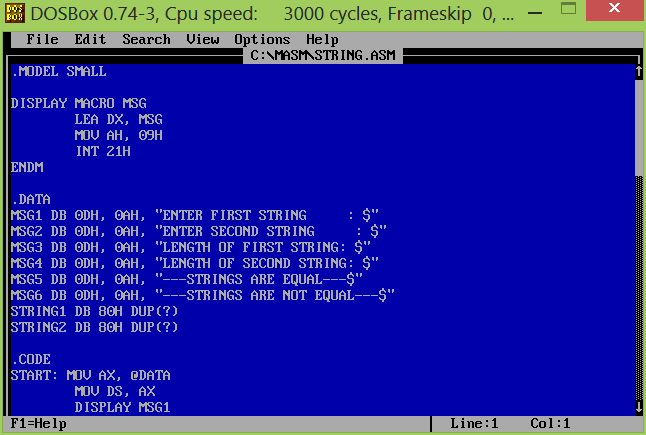 DOSBox 0.74-3, Cpu speed: 3000 cycles, Frameskip 0, ...
File Edit Search View Options Help
C:\MASM\STRING.ASM
.MODEL SMALL
DISPLAY MACRO MSG
LEA DX, MSG
MOV AH, 09H
INT 21H
ENDM
.DATA
MSG1 DB 0DH, 0AH, "ENTER FIRST STRING     : $"
MSG2 DB 0DH, 0AH, "ENTER SECOND STRING     : $"
MSG3 DB 0DH, 0AH, "LENGTH OF FIRST STRING: $"
MSG4 DB 0DH, 0AH, "LENGTH OF SECOND STRING: $"
MSG5 DB 0DH, 0AH, "---STRINGS ARE EQUAL---$"
MSG6 DB 0DH, 0AH, "---STRINGS ARE NOT EQUAL---$"
STRING1 DB 80H DUP(?)
STRING2 DB 80H DUP(?)
.CODE
START: MOV AX, @DATA
MOV DS, AX
DISPLAY MSG1
F1=Help Line:1 Col:1